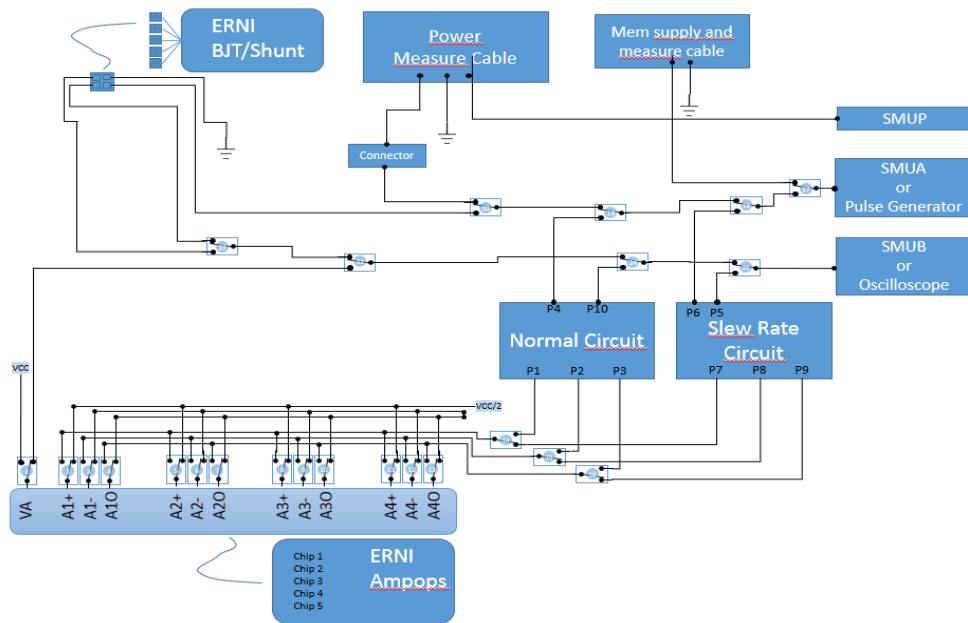 ERNI
BJT/Shunt
Power
Measure Cable
Mem supply and
measure cable
SMUP
Connector
SMUA
or
Pulse Generator
SMUB
or
Oscilloscope
P4
P10
P6
P5
Normal Circuit
Slew Rate
Circuit
P1
P2
P3
P7
P8
P9
VCC
VCC/2
VA
A1+
A1-
A1O
A2+
A2-
A2O
A3+
A3-
A3O
A4+
A4-
A4O
Chip 1
Chip 2
Chip 3
Chip 4
Chip 5
ERNI
Ampops